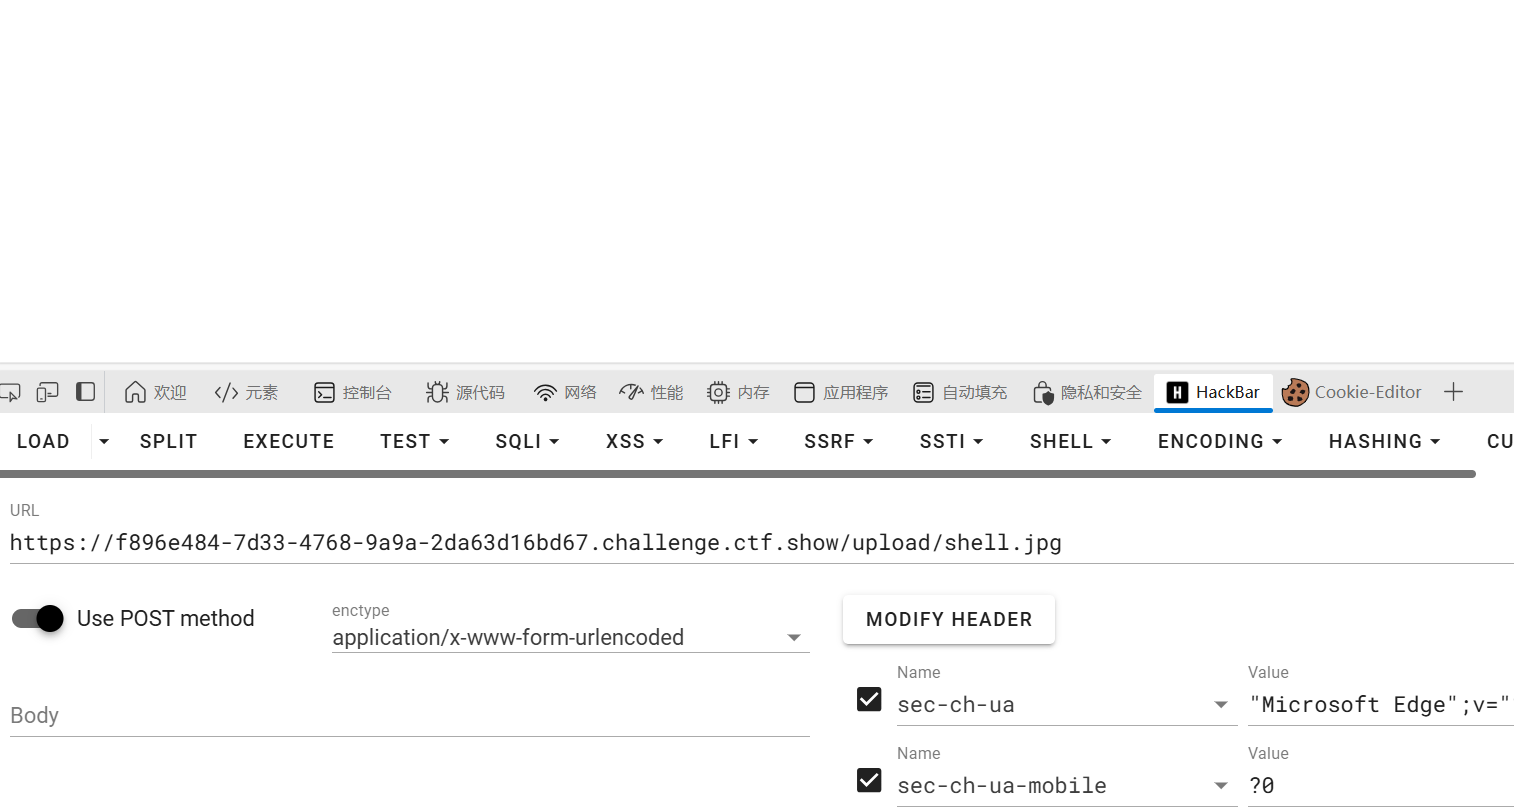 欢迎 元素 控制台 源代码 网络 性能 内存 应用程序 自动填充 隐私和安全 H HackBar Cookie-Editor
LOAD SPLIT EXECUTE TEST SQLI XSS LFI SSRF SSTI SHELL ENCODING HASHING CU
URL
https://f896e484-7d33-4768-9a9a-2da63d16bd67.challenge.ctf.show/upload/shell.jpg
Use POST method
enctype
application/x-www-form-urlencoded
MODIFY HEADER
Name Value
sec-ch-ua "Microsoft Edge";v="
Body
Name Value
sec-ch-ua-mobile ?0